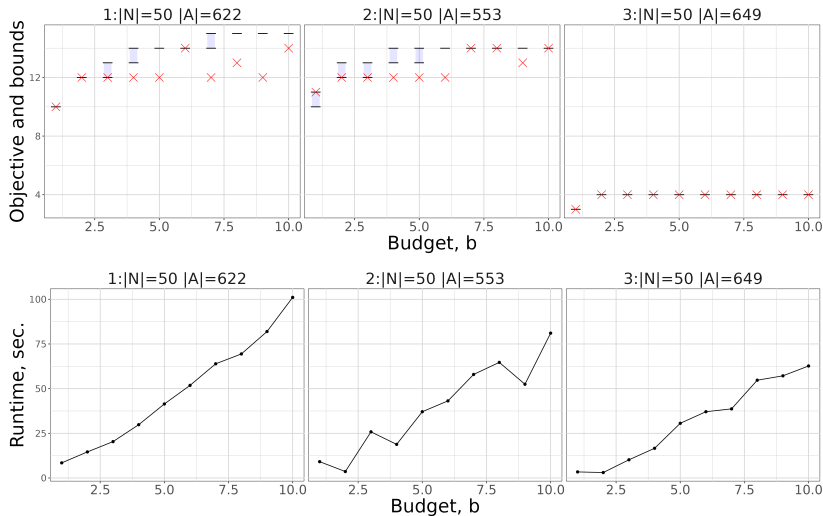 1:|N|=50 |A|=622 2:|N|=50 |A|=553 3:|N|=50 |A|=649
Objective and bounds
12
8
4
2.5 5.0 7.5 10.0 2.5 5.0 7.5 10.0 2.5 5.0 7.5 10.0
Budget, b
1:|N|=50 |A|=622 2:|N|=50 |A|=553 3:|N|=50 |A|=649
Runtime, sec.
100
75
50
25
0
2.5 5.0 7.5 10.0 2.5 5.0 7.5 10.0 2.5 5.0 7.5 10.0
Budget, b